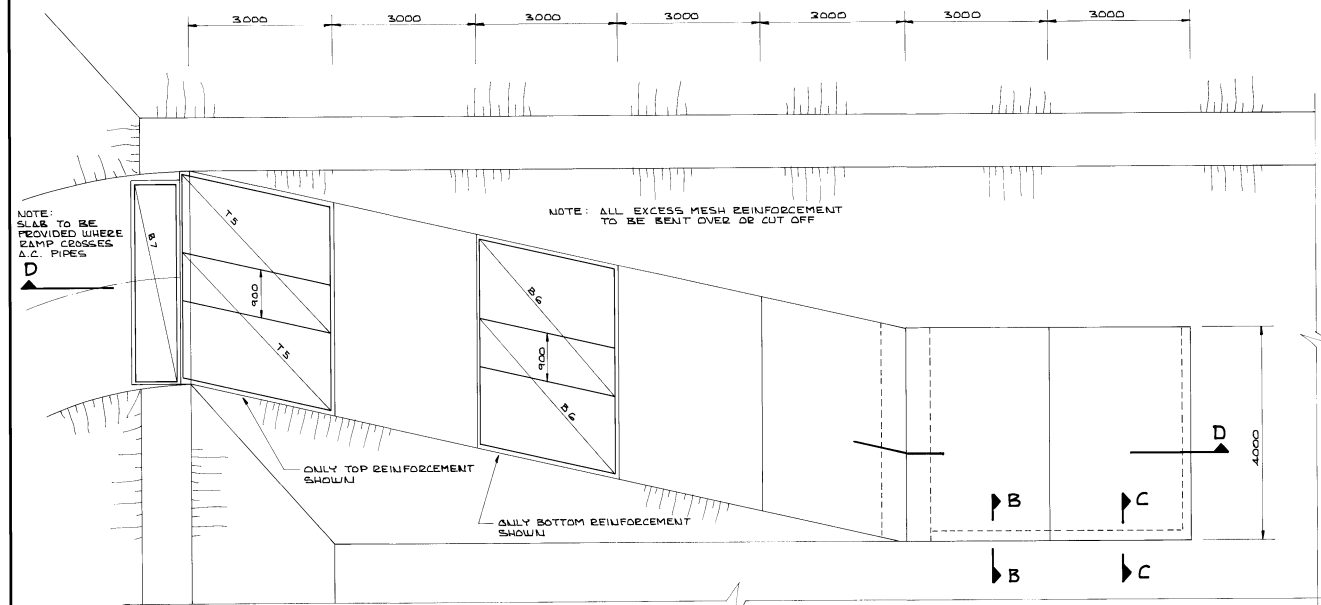 3000 3000 3000 3000 3000 3000 3000
NOTE:
SLAB TO BE
PROVIDED WHERE
RAMP CROSSES
A.C. PIPES
D
B7
T5
900
T5
NOTE: ALL EXCESS MESH REINFORCEMENT
TO BE BENT OVER OR CUT OFF
B6
900
B6
ONLY TOP REINFORCEMENT
SHOWN
ONLY BOTTOM REINFORCEMENT
SHOWN
D
4000
B C
B C